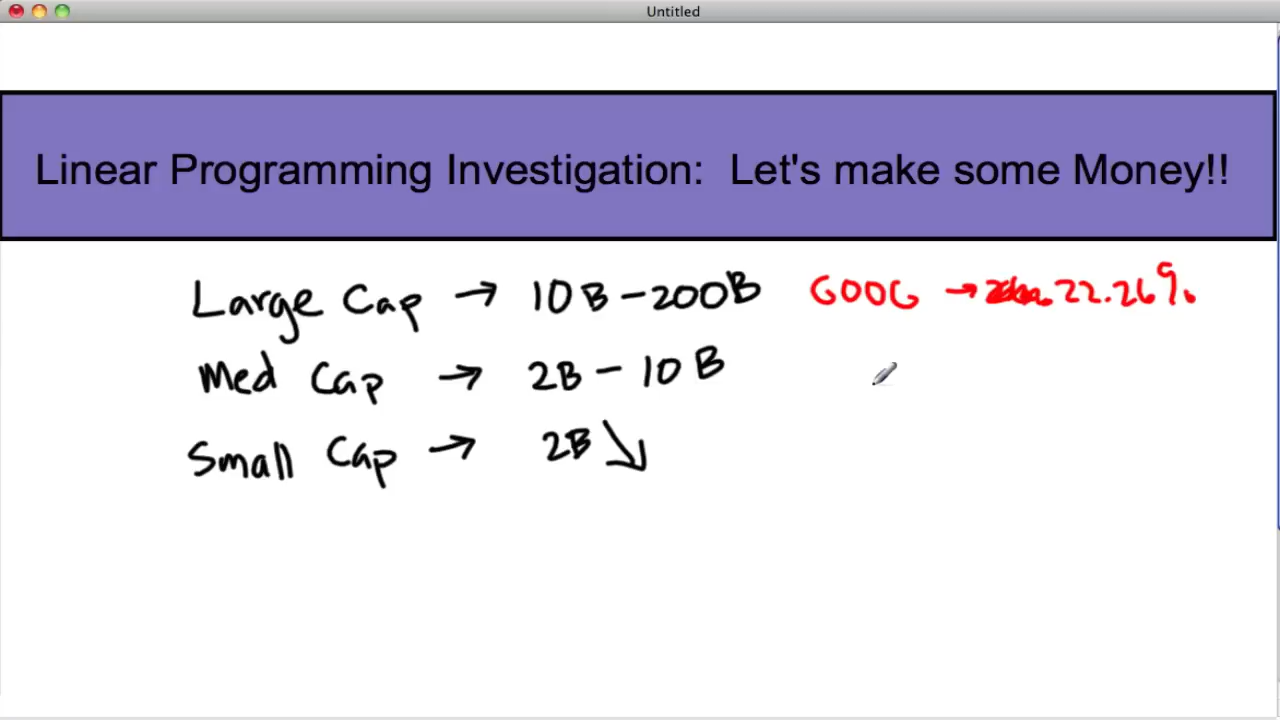 Untitled
Linear Programming Investigation: Let's make some Money!!
Large Cap → 10B - 200B GOOG → 22.26%
Med Cap → 2B - 10B
Small Cap → 2B ↘